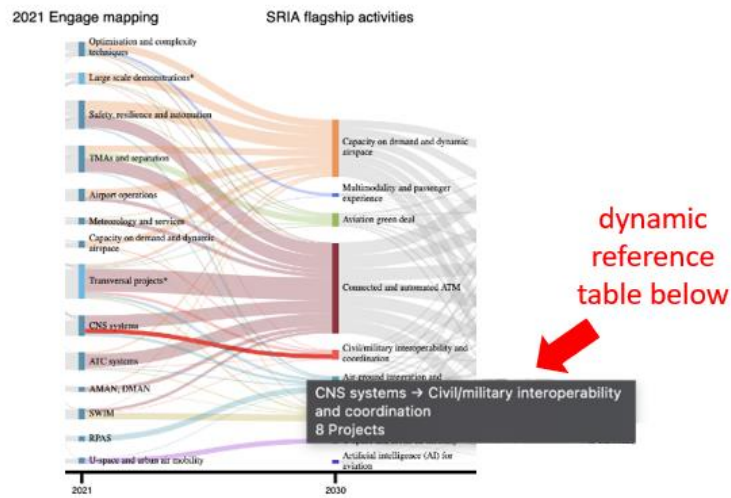 2021 Engage mapping
SRIA flagship activities
Optimisation and complexity
techniques
Large scale demonstrations*
Safety, resilience and automation
TMAs and separation
Airport operations
Meteorology and services
Capacity on demand and dynamic
airspace
Transversal projects*
CNS systems
ATC systems
AMAN, DMAN
SWIM
RPAS
U-space and urban air mobility
2021
Capacity on demand and dynamic
airspace
Multimodality and passenger
experience
Aviation green deal
Connected and automated ATM
Civil/military interoperability and
coordination
Air-ground integration and
CNS systems → Civil/military interoperability
and coordination
8 Projects
Artificial intelligence (AI) for
aviation
2030
dynamic
reference
table below